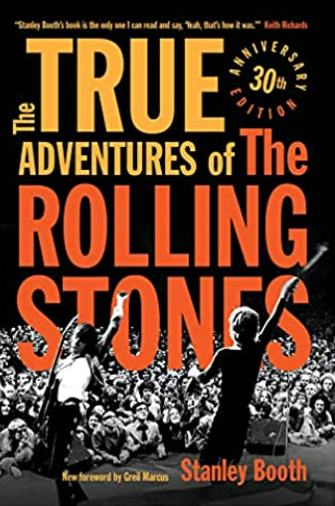 "Stanley Booth's book is the only one I can read and say, 'Yeah, that's how it was.'" Keith Richards
The TRUE
ANNIVERSARY
30th
EDITION
ADVENTURES of The
ROLLING
STONES
New foreword by Greil Marcus
Stanley Booth